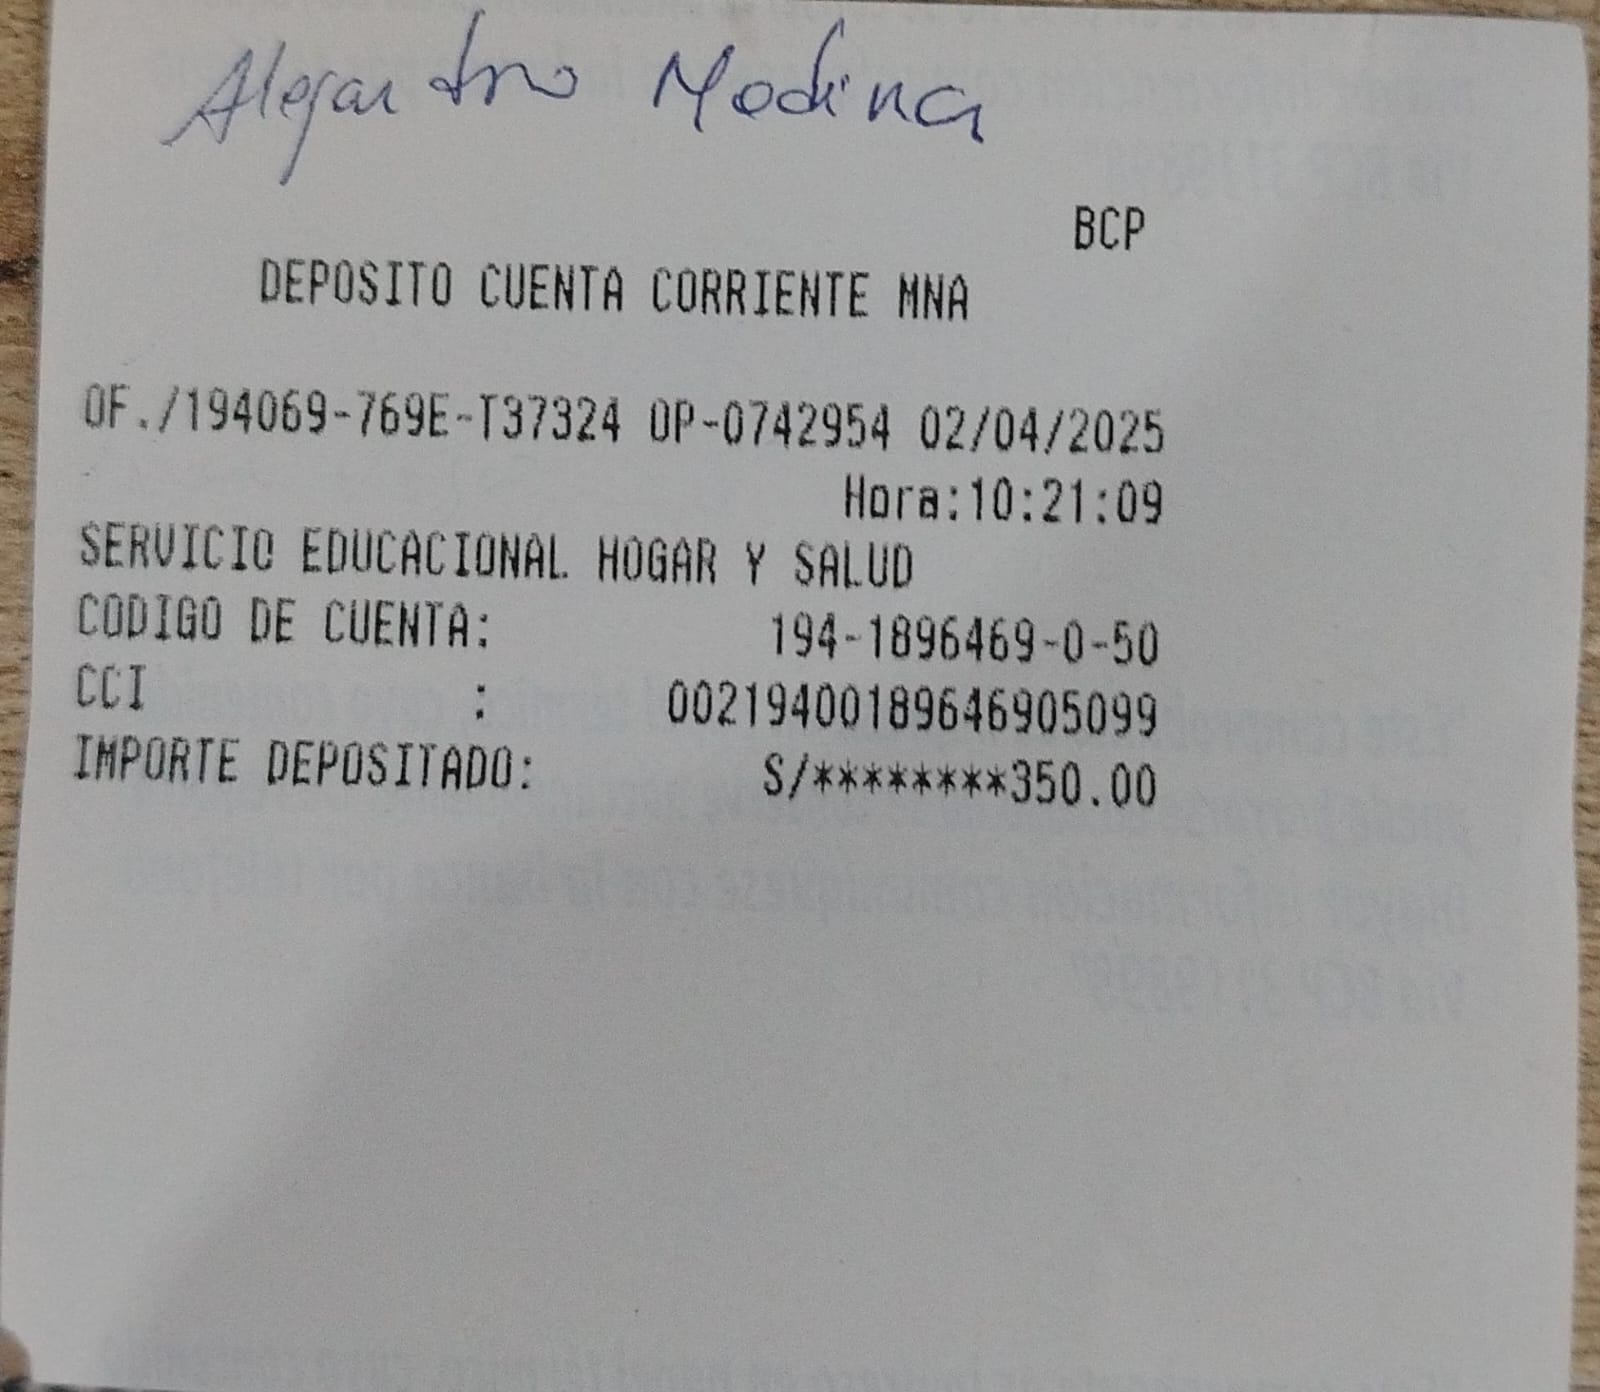 Alejandro Medina
BCP
DEPOSITO CUENTA CORRIENTE MNA
OF./194069-769E-T37324 OP-0742954 02/04/2025
Hora:10:21:09
SERVICIO EDUCACIONAL HOGAR Y SALUD
CODIGO DE CUENTA: 194-1896469-0-50
CCI : 00219400189646905099
IMPORTE DEPOSITADO: S/********350.00